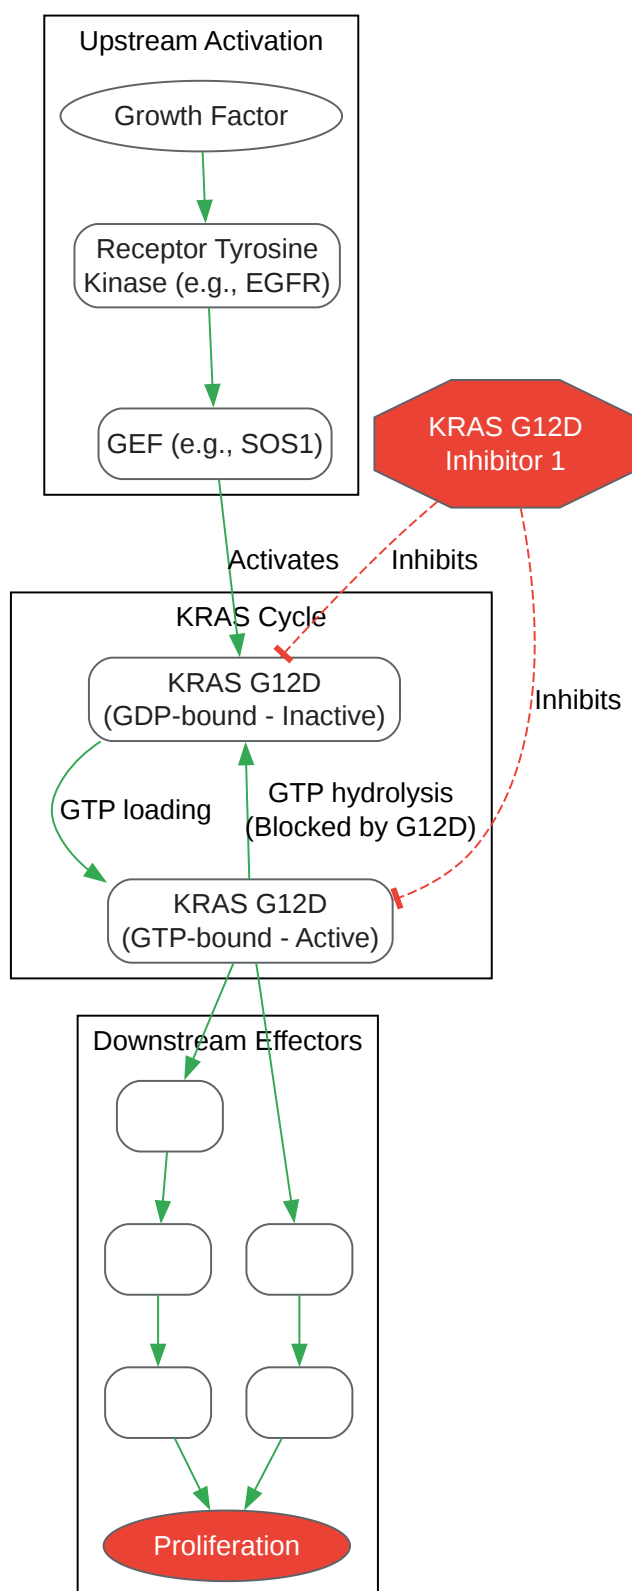 Upstream Activation
Growth Factor
Receptor Tyrosine
Kinase (e.g., EGFR)
GEF (e.g., SOS1)
KRAS G12D
Inhibitor 1
Activates
Inhibits
KRAS Cycle
KRAS G12D
(GDP-bound - Inactive)
Inhibits
GTP loading
GTP hydrolysis
(Blocked by G12D)
KRAS G12D
(GTP-bound - Active)
Downstream Effectors
Proliferation